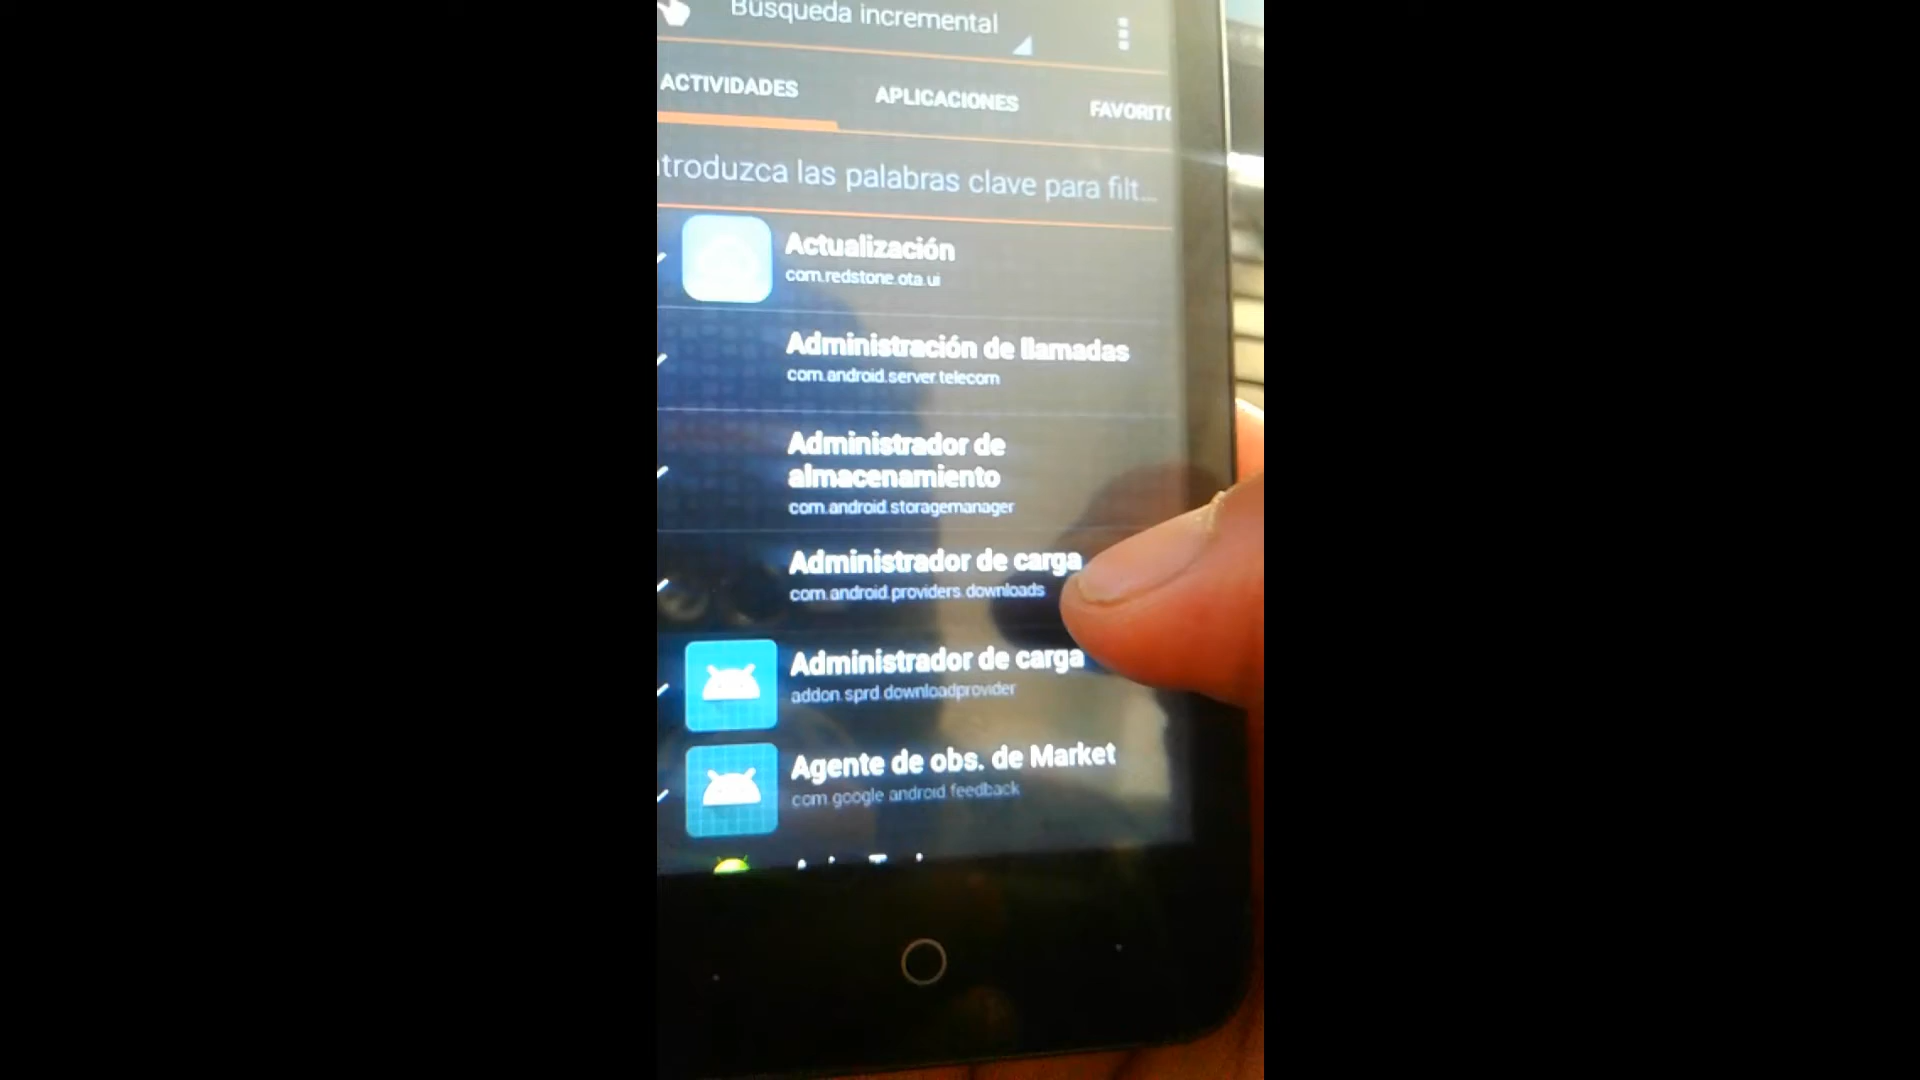 Búsqueda incremental
ACTIVIDADES APLICACIONES FAVORITO
ntroduzca las palabras clave para filt...
Actualización
com.redstone.ota.ui
Administración de llamadas
com.android.server.telecom
Administrador de
almacenamiento
com.android.storagemanager
Administrador de carga
com.android.providers.downloads
Administrador de carga
addon.sprd.downloadprovider
Agente de obs. de Market
com.google.android.feedback